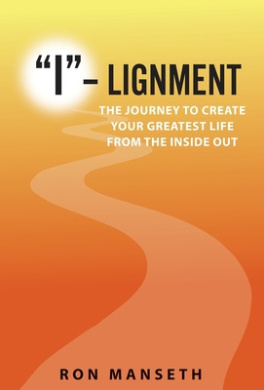 “I”– LIGNMENT
THE JOURNEY TO CREATE
YOUR GREATEST LIFE
FROM THE INSIDE OUT
RON MANSETH